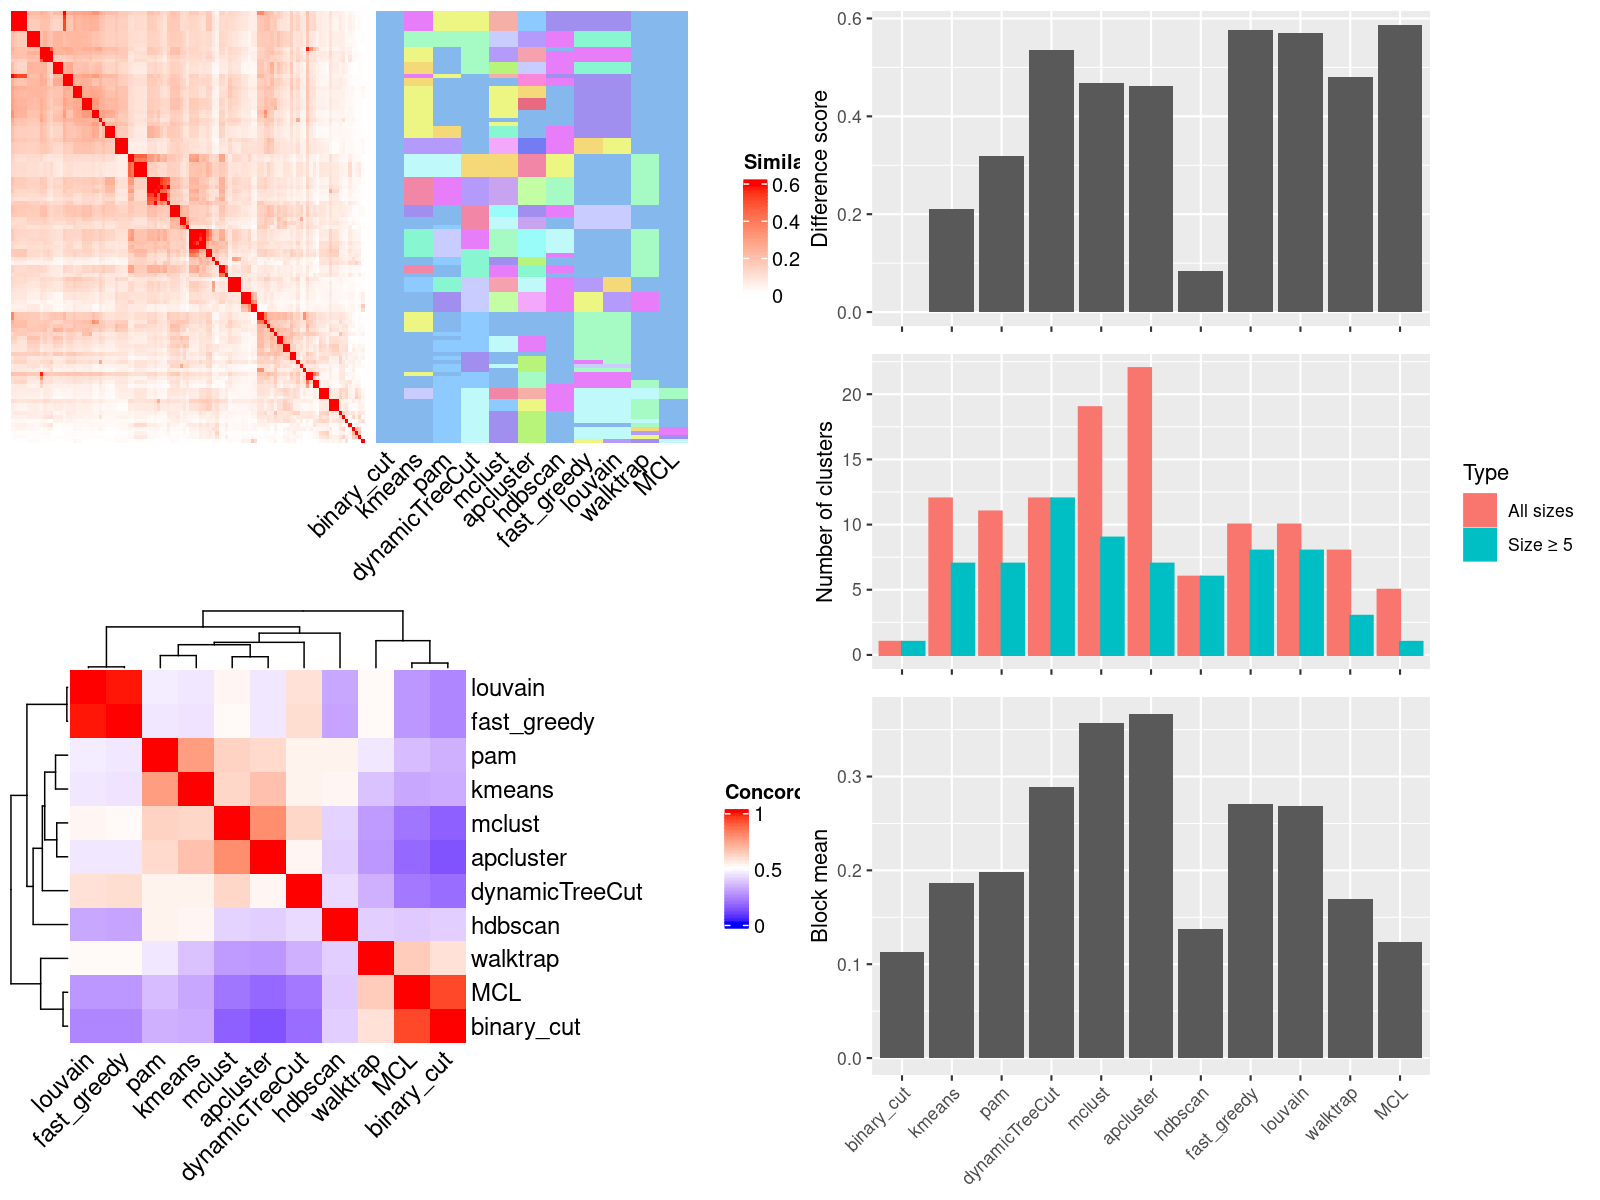 Simila
0.6
0.4
0.2
0
binary_cut
kmeans
pam
dynamicTreeCut
mclust
apcluster
hdbscan
fast_greedy
louvain
walktrap
MCL
louvain
fast_greedy
pam
kmeans
mclust
apcluster
dynamicTreeCut
hdbscan
walktrap
MCL
binary_cut
louvain
fast_greedy
pam
kmeans
mclust
apcluster
dynamicTreeCut
hdbscan
walktrap
MCL
binary_cut
Concord
1
0.5
0
Difference score
0.6
0.4
0.2
0.0
Number of clusters
20
15
10
5
0
Type
All sizes
Size ≥ 5
Block mean
0.3
0.2
0.1
0.0
binary_cut
kmeans
pam
dynamicTreeCut
mclust
apcluster
hdbscan
fast_greedy
louvain
walktrap
MCL